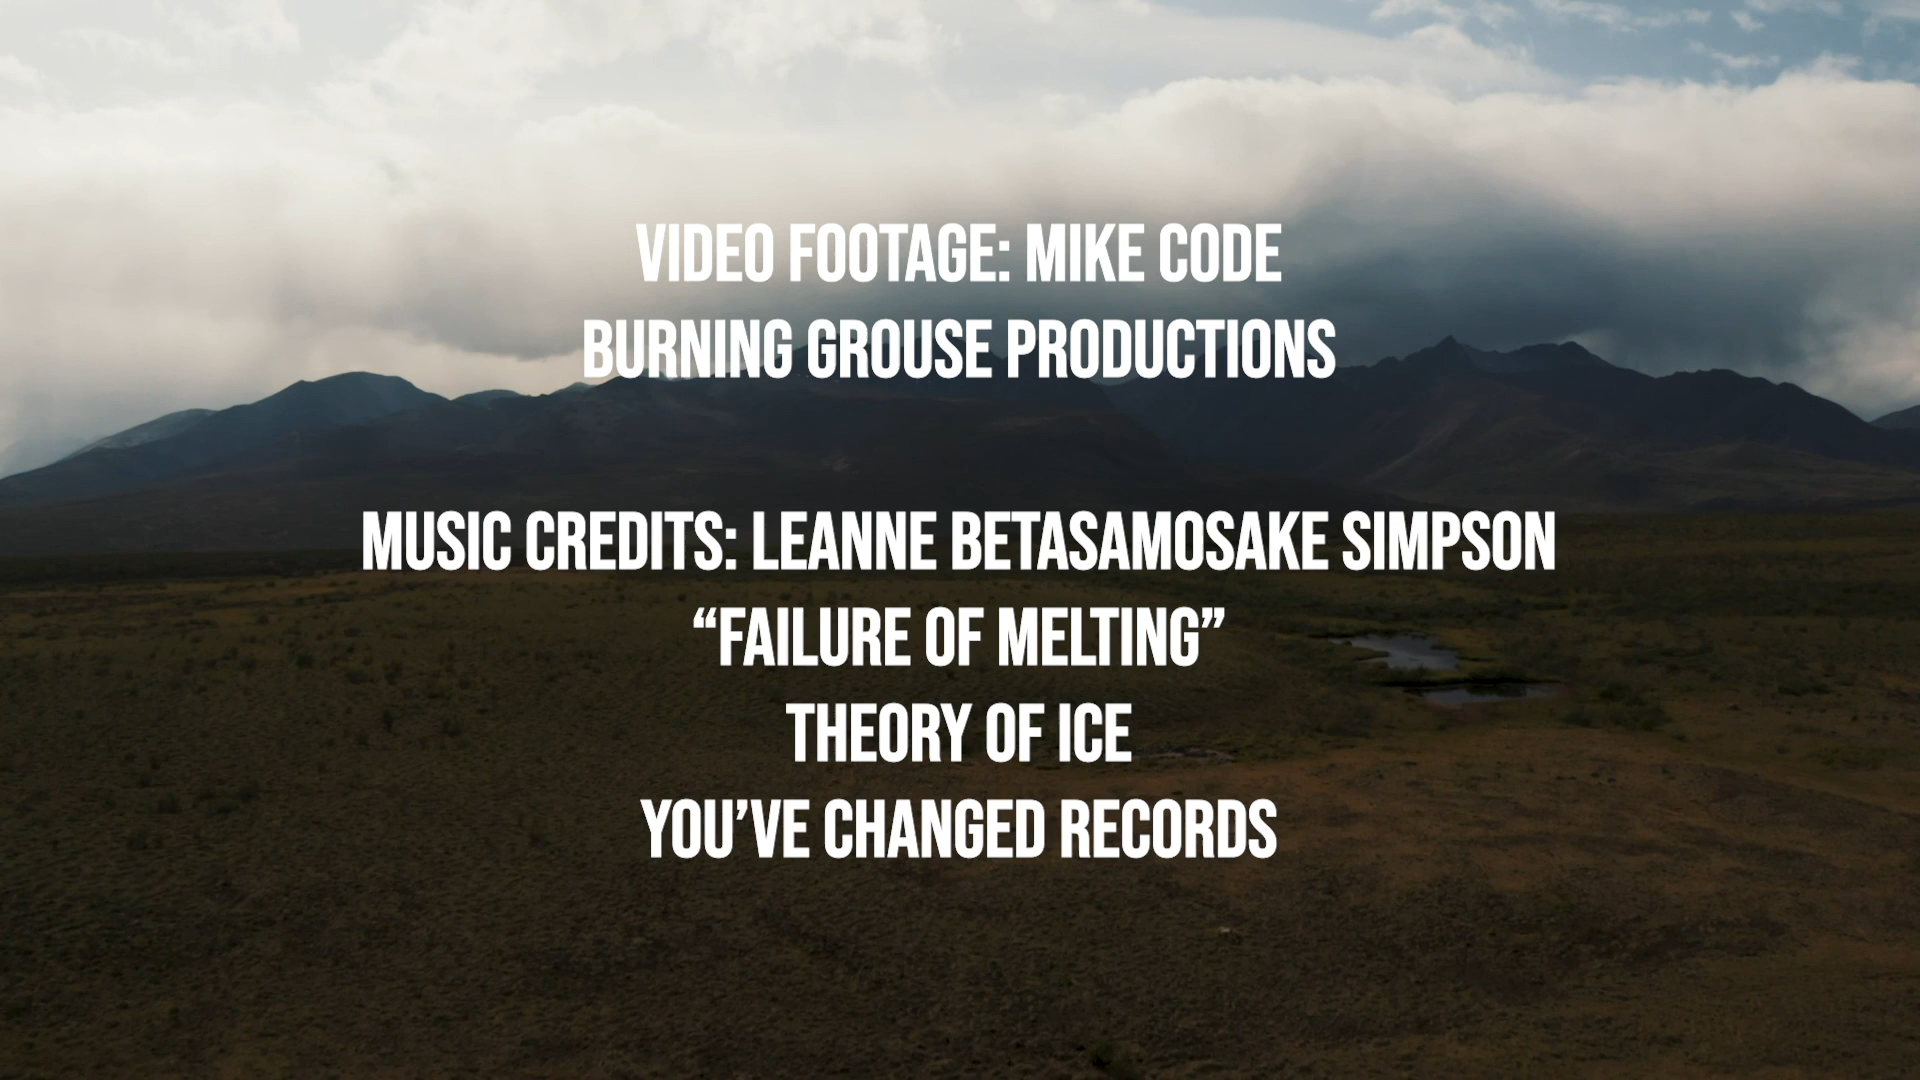 VIDEO FOOTAGE: MIKE CODE
BURNING GROUSE PRODUCTIONS
MUSIC CREDITS: LEANNE BETASAMOSAKE SIMPSON
“FAILURE OF MELTING”
THEORY OF ICE
YOU’VE CHANGED RECORDS